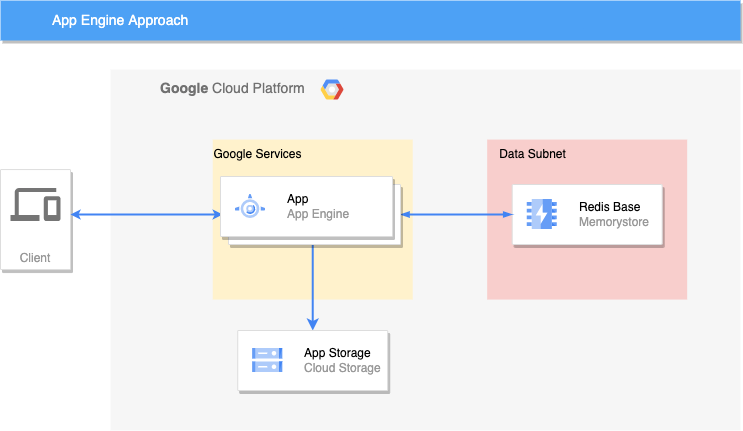 App Engine Approach
Google Cloud Platform
Google Services
Data Subnet
App
App Engine
Redis Base
Memorystore
Client
App Storage
Cloud Storage